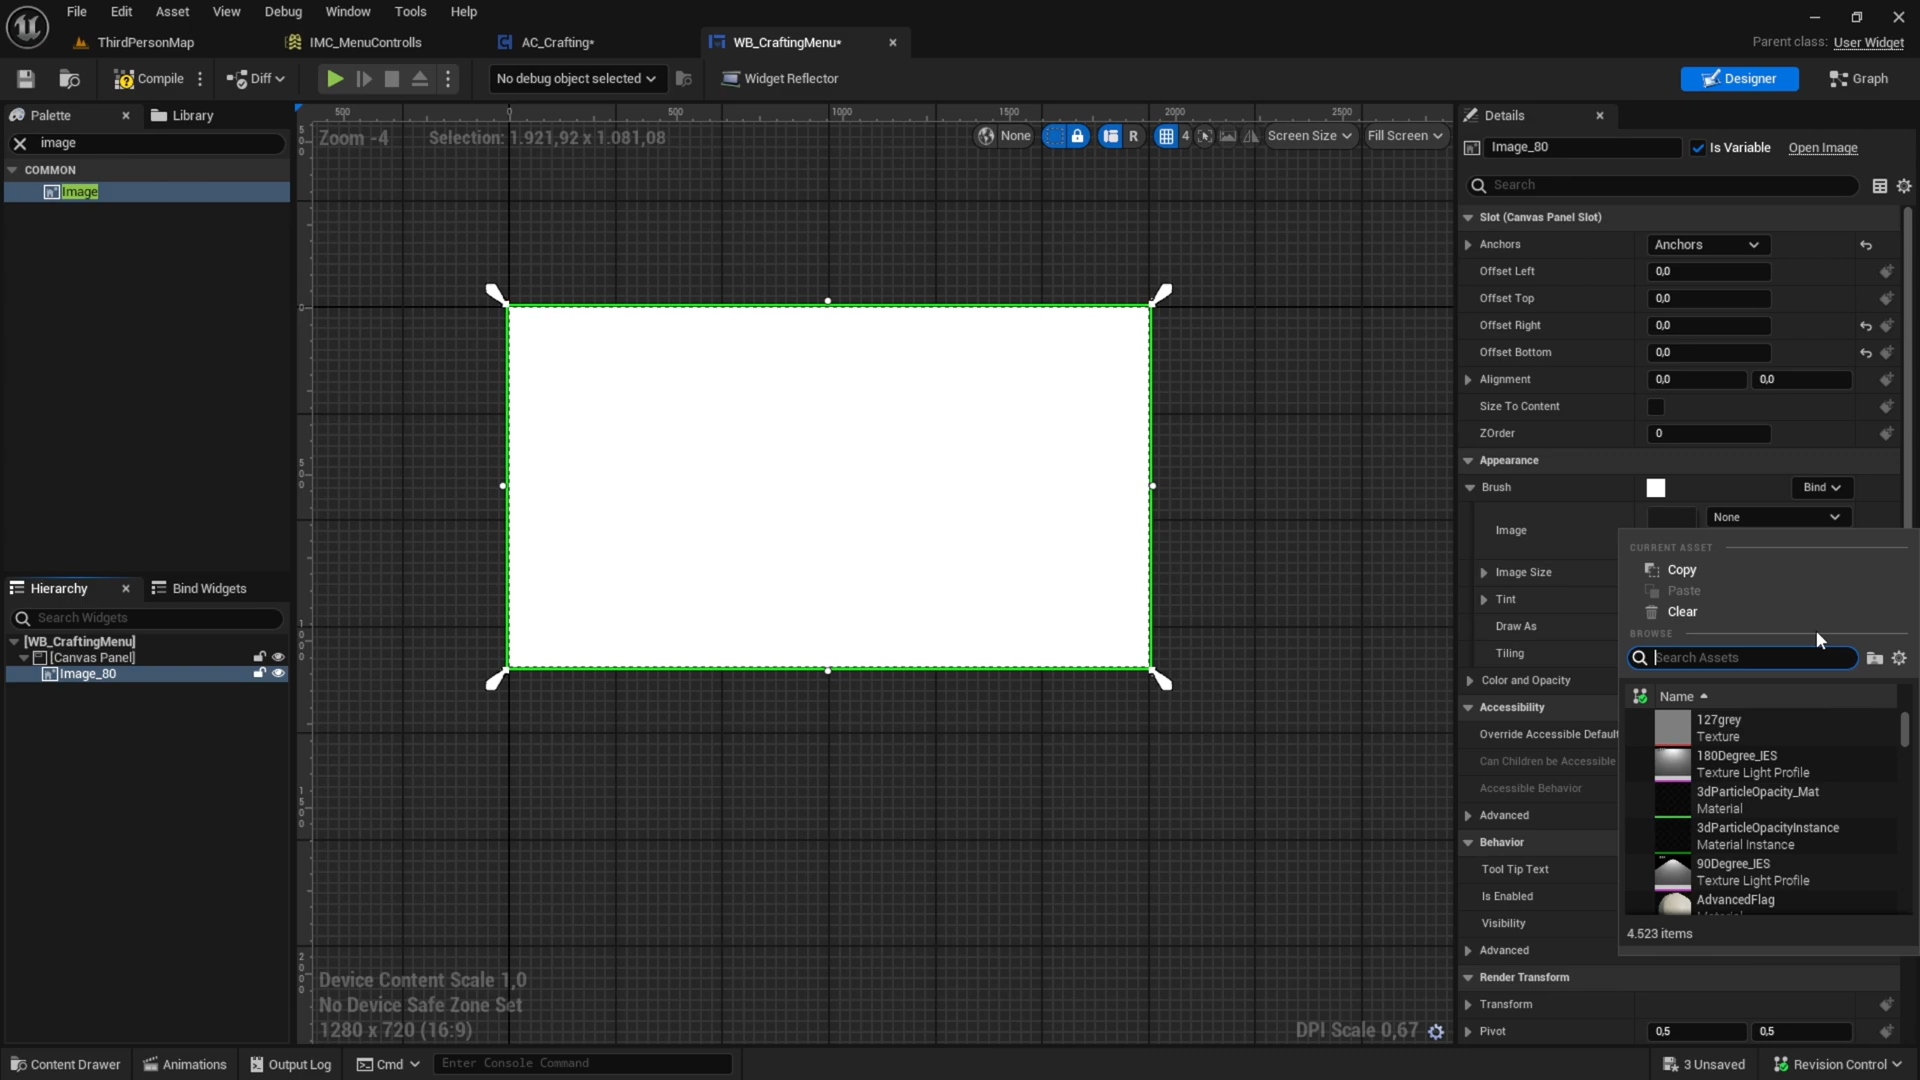 File Edit Asset View Debug Window Tools Help
ThirdPersonMap IMC_MenuControlls AC_Crafting* WB_CraftingMenu*
Parent class: User Widget
Compile Diff No debug object selected Widget Reflector Designer Graph
Palette Library
image
COMMON
Image
Hierarchy Bind Widgets
Search Widgets
[WB_CraftingMenu]
[Canvas Panel]
Image_80
500 0 500 1000 1500 2000 2500
Zoom -4 Selection: 1.921,92 x 1.081,08
None R 4 Screen Size Fill Screen
Device Content Scale 1,0
No Device Safe Zone Set
1280 x 720 (16:9)
DPI Scale 0,67
Details
Image_80 Is Variable Open Image
Search
Slot (Canvas Panel Slot)
Anchors Anchors
Offset Left 0,0
Offset Top 0,0
Offset Right 0,0
Offset Bottom 0,0
Alignment 0,0 0,0
Size To Content
ZOrder 0
Appearance
Brush Bind
Image None
Image Size
Tint
Draw As
Tiling
Color and Opacity
Accessibility
Override Accessible Default
Can Children be Accessible
Accessible Behavior
Advanced
Behavior
Tool Tip Text
Is Enabled
Visibility
Advanced
Render Transform
Transform
Pivot 0,5 0,5
CURRENT ASSET
Copy
Paste
Clear
BROWSE
Search Assets
Name
127grey
Texture
180Degree_IES
Texture Light Profile
3dParticleOpacity_Mat
Material
3dParticleOpacityInstance
Material Instance
90Degree_IES
Texture Light Profile
AdvancedFlag
4.523 items
Content Drawer Animations Output Log Cmd Enter Console Command 3 Unsaved Revision Control